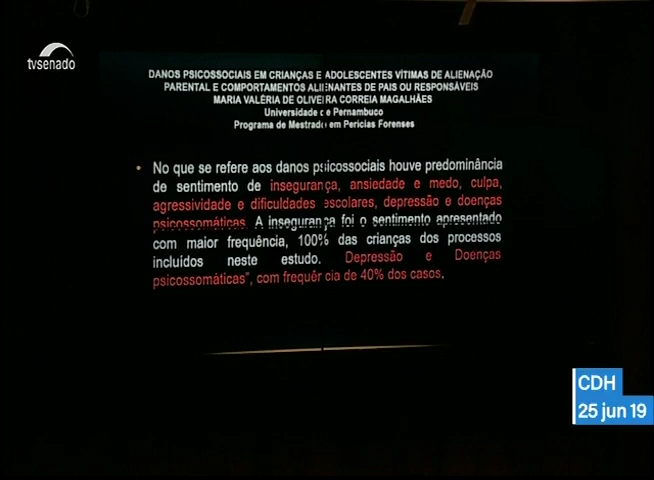 tvsenado
DANOS PSICOSSOCIAIS EM CRIANÇAS E ADOLESCENTES VÍTIMAS DE ALIENAÇÃO
PARENTAL E COMPORTAMENTOS ALIENANTES DE PAIS OU RESPONSÁVEIS
MARIA VALÉRIA DE OLIVEIRA CORREIA MAGALHÃES
Universidade de Pernambuco
Programa de Mestrado em Perícias Forenses
• No que se refere aos danos psicossociais houve predominância
de sentimento de insegurança, ansiedade e medo, culpa,
agressividade e dificuldades escolares, depressão e doenças
psicossomáticas. A insegurança foi o sentimento apresentado
com maior frequência, 100% das crianças dos processos
incluídos neste estudo. Depressão e Doenças
psicossomáticas", com frequência de 40% dos casos.
CDH
25 jun 19